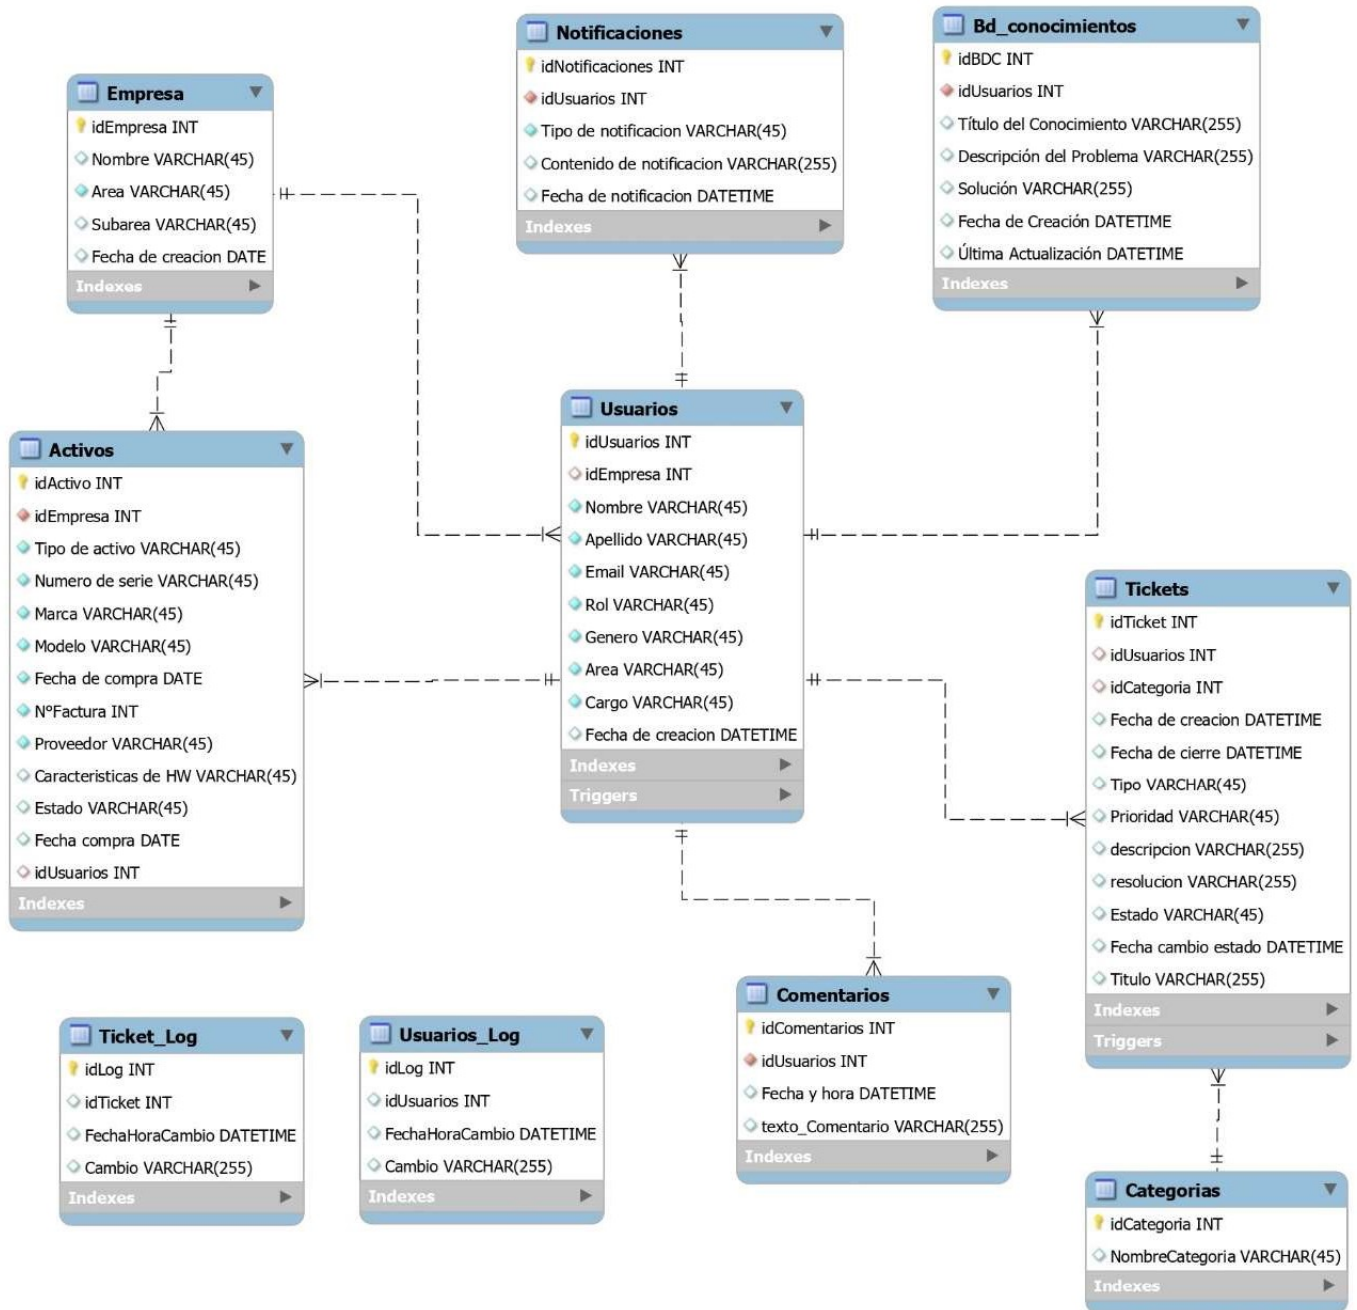 Notificaciones
idNotificaciones INT
idUsuarios INT
Tipo de notificacion VARCHAR(45)
Contenido de notificacion VARCHAR(255)
Fecha de notificacion DATETIME
Indexes
Bd_conocimientos
idBDC INT
idUsuarios INT
Título del Conocimiento VARCHAR(255)
Descripción del Problema VARCHAR(255)
Solución VARCHAR(255)
Fecha de Creación DATETIME
Última Actualización DATETIME
Indexes
Empresa
idEmpresa INT
Nombre VARCHAR(45)
Area VARCHAR(45)
Subarea VARCHAR(45)
Fecha de creacion DATE
Indexes
Usuarios
idUsuarios INT
idEmpresa INT
Nombre VARCHAR(45)
Apellido VARCHAR(45)
Email VARCHAR(45)
Rol VARCHAR(45)
Genero VARCHAR(45)
Area VARCHAR(45)
Cargo VARCHAR(45)
Fecha de creacion DATETIME
Indexes
Triggers
Activos
idActivo INT
idEmpresa INT
Tipo de activo VARCHAR(45)
Numero de serie VARCHAR(45)
Marca VARCHAR(45)
Modelo VARCHAR(45)
Fecha de compra DATE
NºFactura INT
Proveedor VARCHAR(45)
Caracteristicas de HW VARCHAR(45)
Estado VARCHAR(45)
Fecha compra DATE
idUsuarios INT
Indexes
Tickets
idTicket INT
idUsuarios INT
idCategoria INT
Fecha de creacion DATETIME
Fecha de cierre DATETIME
Tipo VARCHAR(45)
Prioridad VARCHAR(45)
descripcion VARCHAR(255)
resolucion VARCHAR(255)
Estado VARCHAR(45)
Fecha cambio estado DATETIME
Titulo VARCHAR(255)
Indexes
Triggers
Ticket_Log
idLog INT
idTicket INT
FechaHoraCambio DATETIME
Cambio VARCHAR(255)
Indexes
Usuarios_Log
idLog INT
idUsuarios INT
FechaHoraCambio DATETIME
Cambio VARCHAR(255)
Indexes
Comentarios
idComentarios INT
idUsuarios INT
Fecha y hora DATETIME
texto_Comentario VARCHAR(255)
Indexes
Categorias
idCategoria INT
NombreCategoria VARCHAR(45)
Indexes